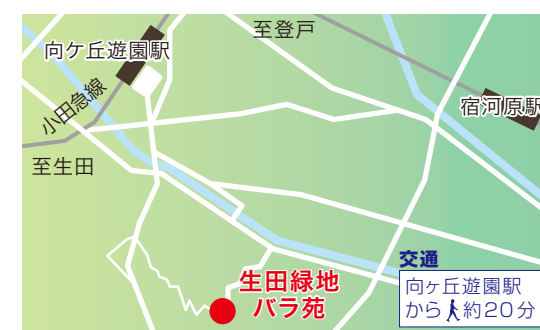 至登戸
向ケ丘遊園駅
小田急線
宿河原駅
至生田
生田緑地
バラ苑
交通
向ヶ丘遊園駅
から約20分